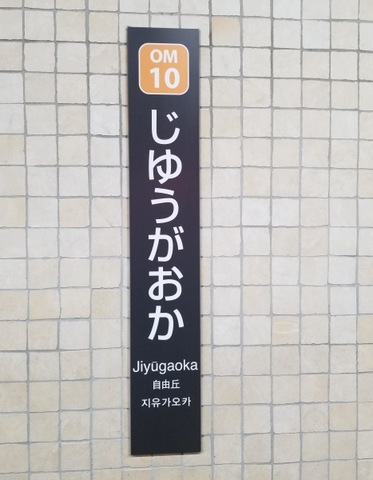 OM
10
じゆうがおか
Jiyūgaoka
自由丘
지유가오카